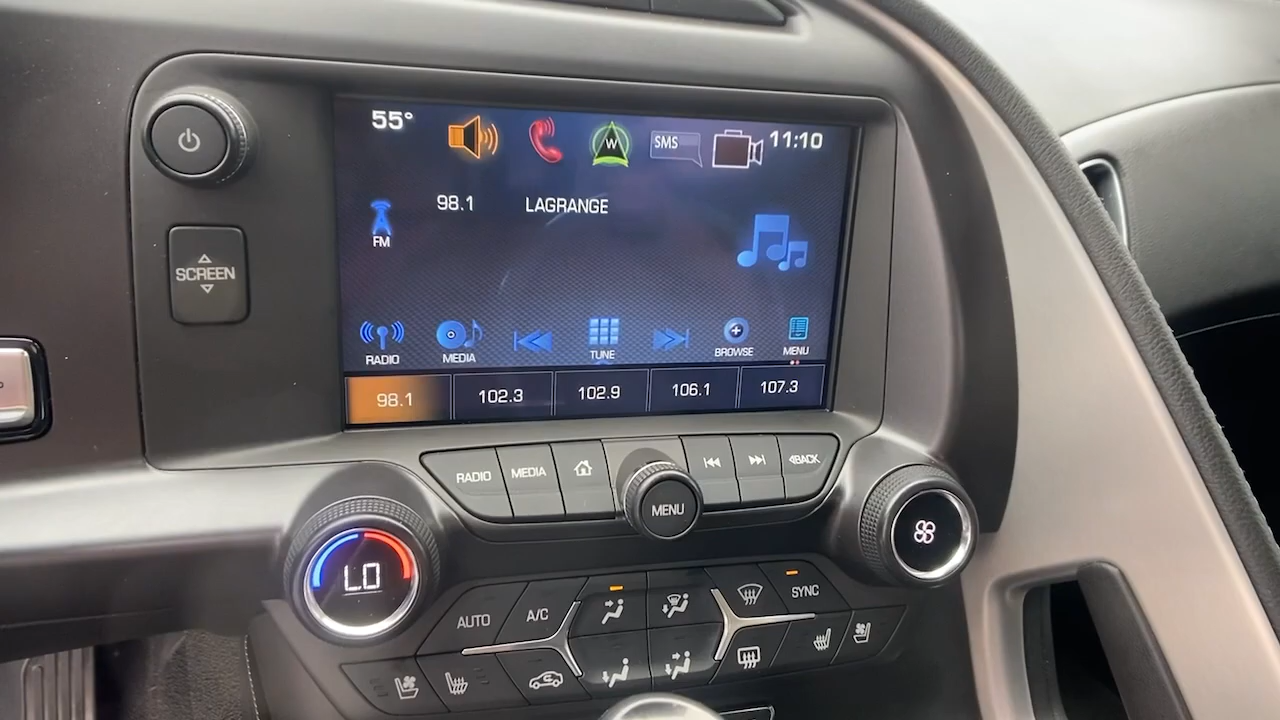 55°
W
SMS
11:10
98.1
LAGRANGE
FM
SCREEN
RADIO
MEDIA
TUNE
BROWSE
MENU
98.1
102.3
102.9
106.1
107.3
RADIO
MEDIA
MENU
BACK
LO
AUTO
A/C
SYNC